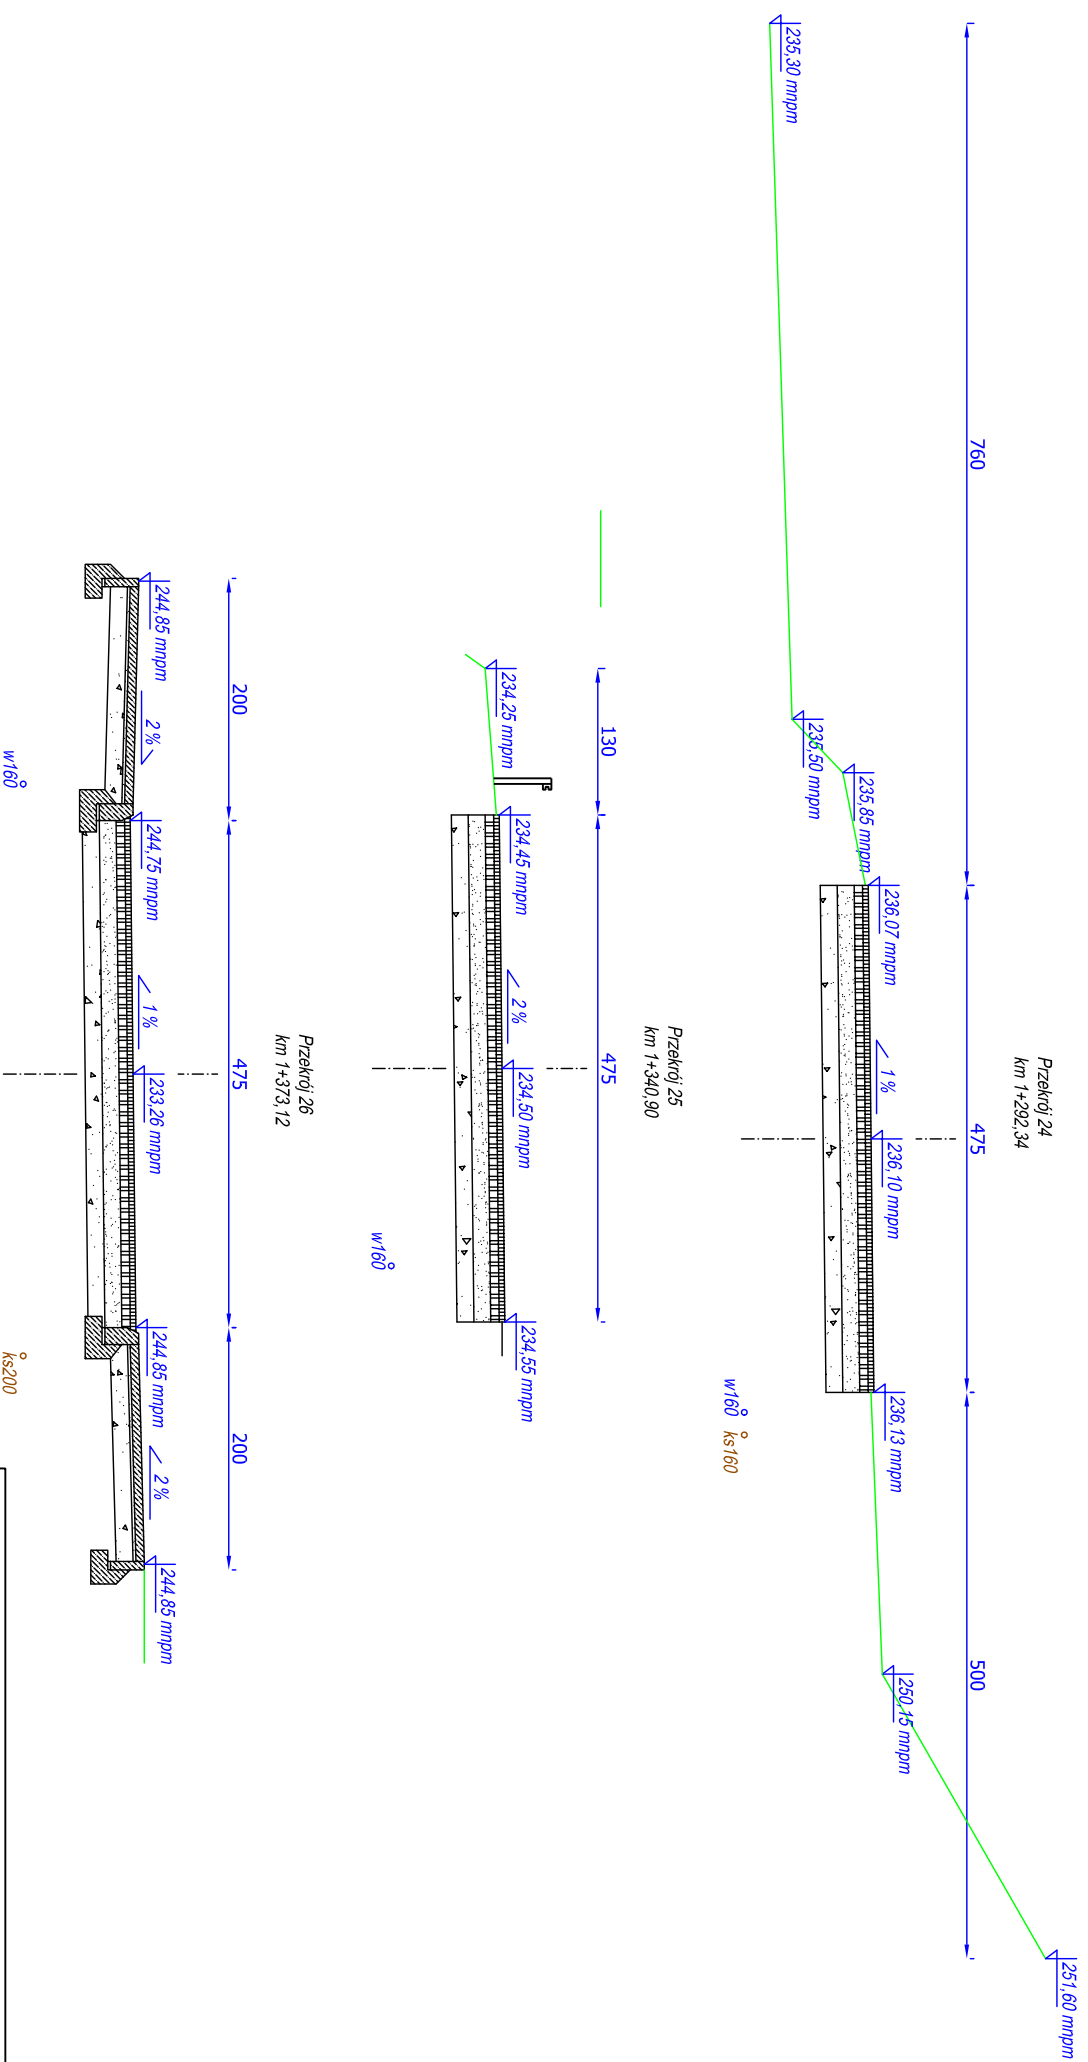 Przekrój 24
km 1+292,34
760
475
500
235,30 mnpm
235,50 mnpm
235,85 mnpm
236,07 mnpm
1%
236,10 mnpm
236,13 mnpm
250,15 mnpm
251,60 mnpm
w160
ks160
Przekrój 25
km 1+340,90
130
475
234,25 mnpm
234,45 mnpm
2%
234,50 mnpm
234,55 mnpm
w160
Przekrój 26
km 1+373,12
200
475
200
244,85 mnpm
2%
244,75 mnpm
1%
233,26 mnpm
244,85 mnpm
2%
244,85 mnpm
w160
ks200